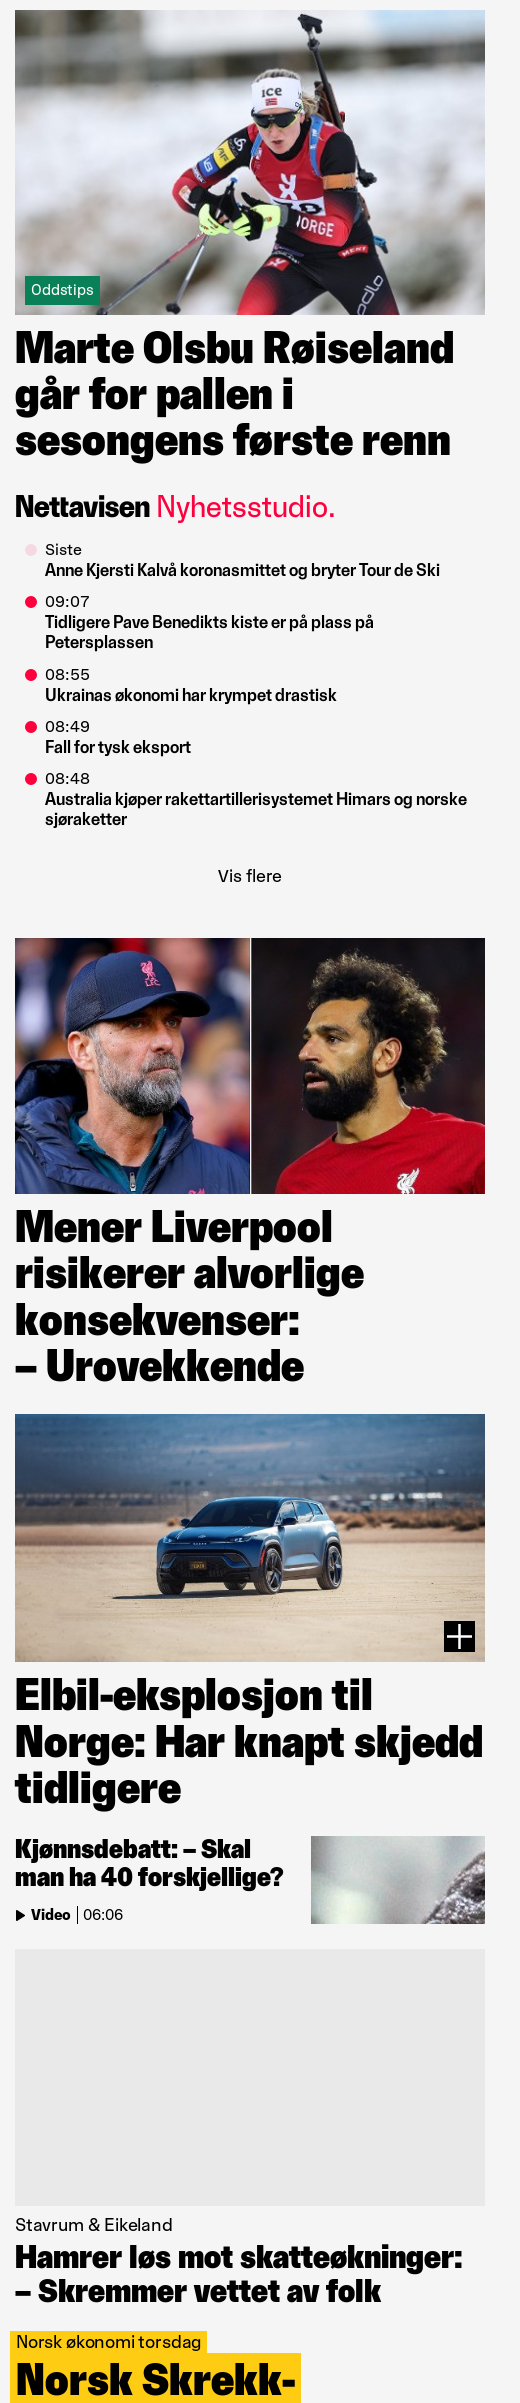 ICE
NORGE
Oddstips
Marte Olsbu Røiseland
går for pallen i
sesongens første renn
Nettavisen Nyhetsstudio.
Siste
Anne Kjersti Kalvå koronasmittet og bryter Tour de Ski
09:07
Tidligere Pave Benedikts kiste er på plass på
Petersplassen
08:55
Ukrainas økonomi har krympet drastisk
08:49
Fall for tysk eksport
08:48
Australia kjøper rakettartillerisystemet Himars og norske
sjøraketter
Vis flere
Mener Liverpool
risikerer alvorlige
konsekvenser:
– Urovekkende
Elbil-eksplosjon til
Norge: Har knapt skjedd
tidligere
Kjønnsdebatt: – Skal
man ha 40 forskjellige?
Video 06:06
Stavrum & Eikeland
Hamrer løs mot skatteøkninger:
– Skremmer vettet av folk
Norsk økonomi torsdag
Norsk Skrekk-